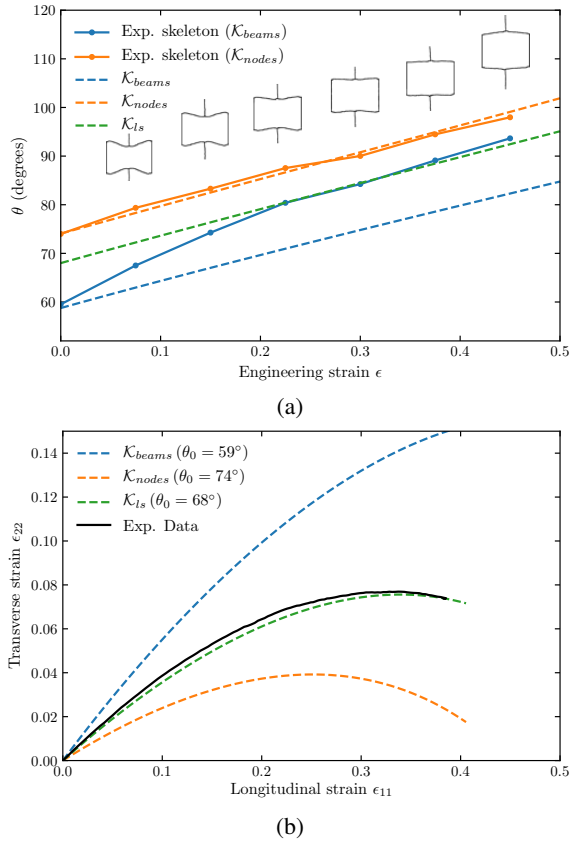 Exp. skeleton (𝒦beams)
Exp. skeleton (𝒦nodes)
𝒦beams
𝒦nodes
𝒦ls
120
110
100
90
80
70
60
θ (degrees)
0.0 0.1 0.2 0.3 0.4 0.5
Engineering strain ϵ
(a)
𝒦beams (θ0 = 59°)
𝒦nodes (θ0 = 74°)
𝒦ls (θ0 = 68°)
Exp. Data
0.14
0.12
0.10
0.08
0.06
0.04
0.02
0.00
Transverse strain ϵ22
0.0 0.1 0.2 0.3 0.4 0.5
Longitudinal strain ϵ11
(b)